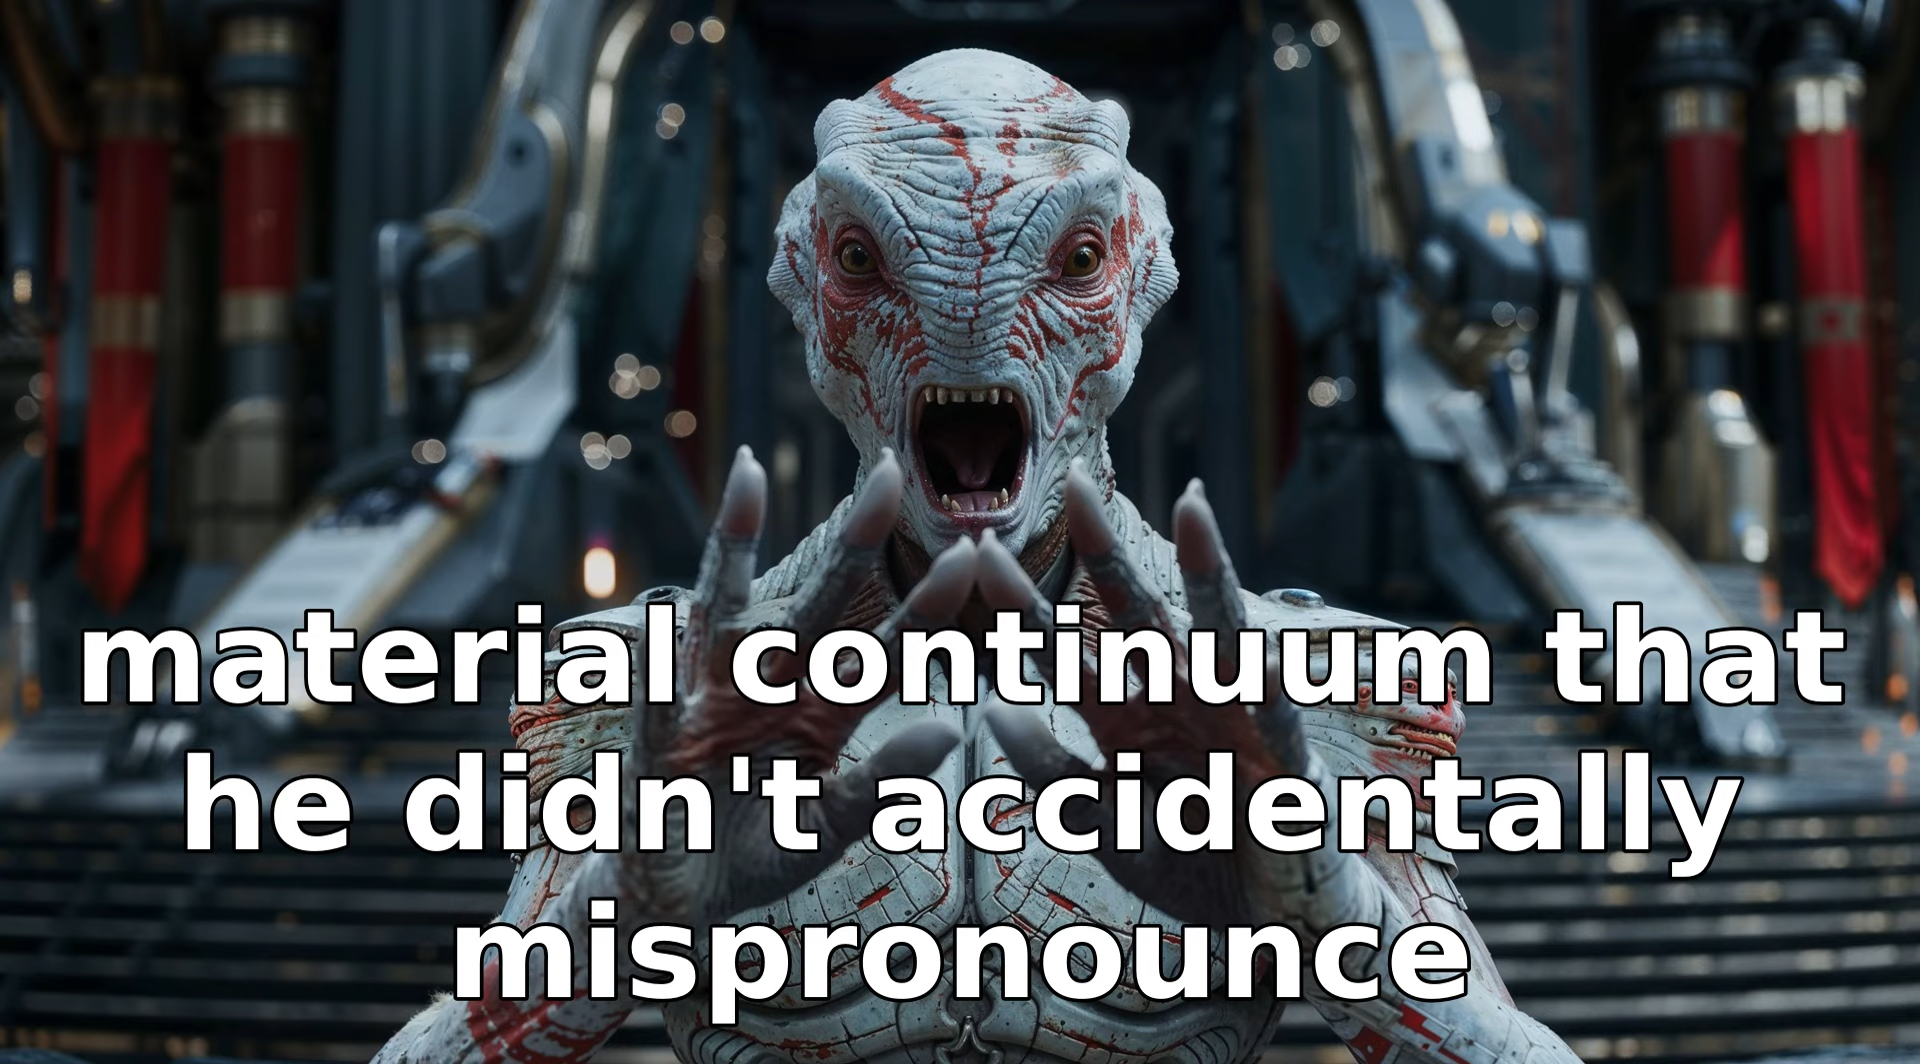 material continuum that
he didn't accidentally
mispronounce